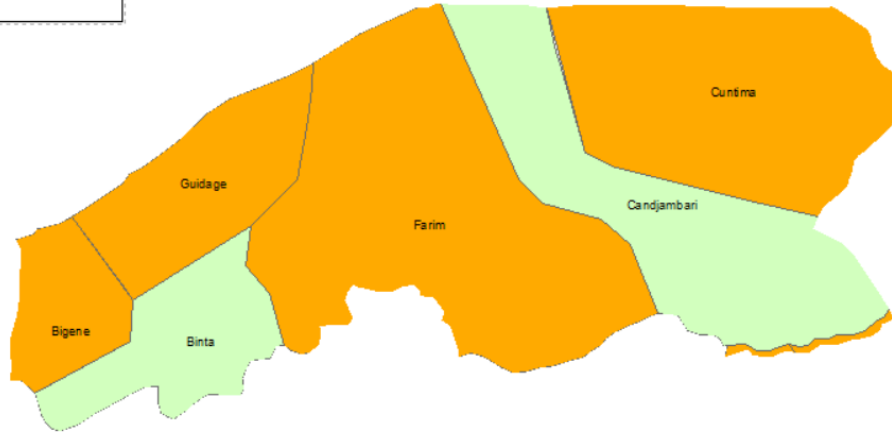 Cuntima
Guidage
Candjambari
Farim
Bigene
Binta